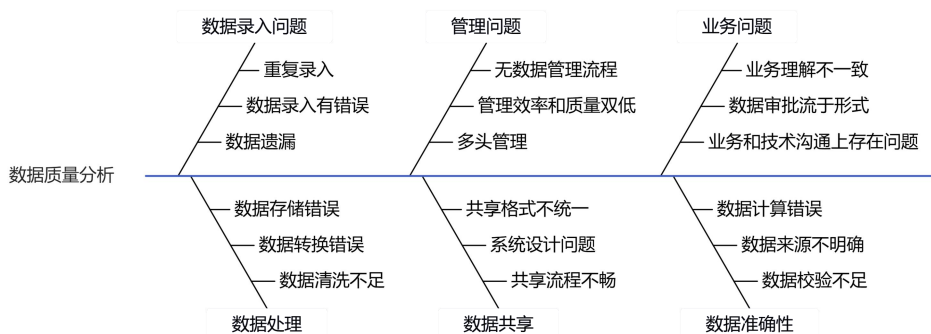 数据录入问题
管理问题
业务问题
重复录入
无数据管理流程
业务理解不一致
数据录入有错误
管理效率和质量双低
数据审批流于形式
数据遗漏
多头管理
业务和技术沟通上存在问题
数据质量分析
数据存储错误
共享格式不统一
数据计算错误
数据转换错误
系统设计问题
数据来源不明确
数据清洗不足
共享流程不畅
数据校验不足
数据处理
数据共享
数据准确性